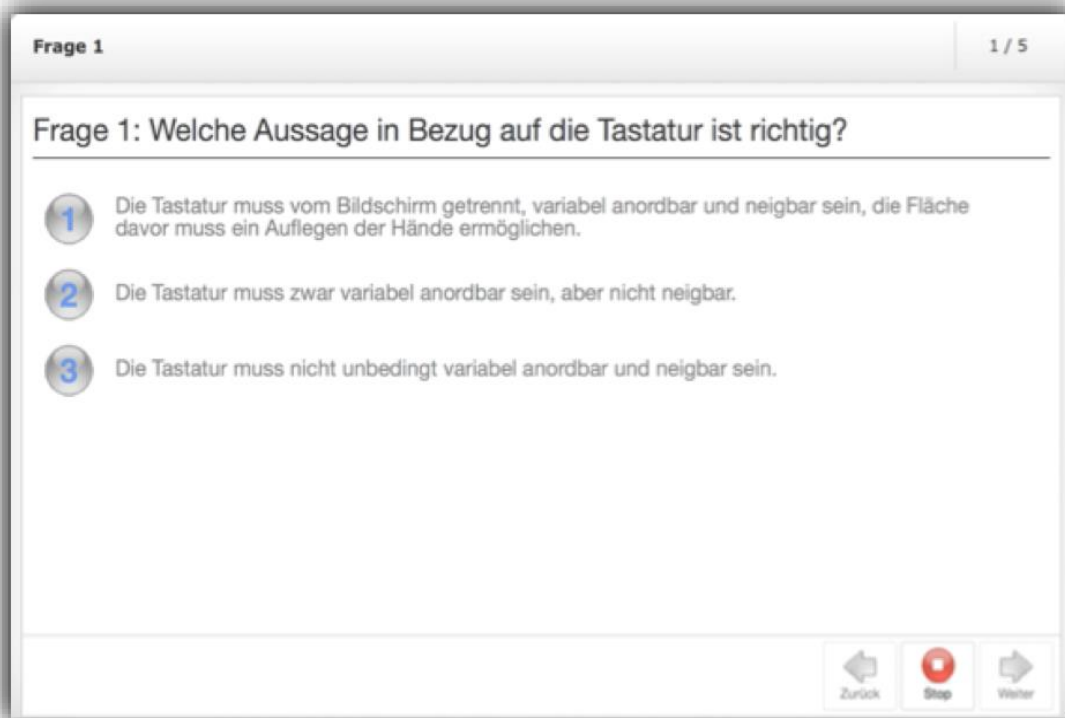 Frage 1
1 / 5
Frage 1: Welche Aussage in Bezug auf die Tastatur ist richtig?
1
Die Tastatur muss vom Bildschirm getrennt, variabel anordbar und neigbar sein, die Fläche
davor muss ein Auflegen der Hände ermöglichen.
2
Die Tastatur muss zwar variabel anordbar sein, aber nicht neigbar.
3
Die Tastatur muss nicht unbedingt variabel anordbar und neigbar sein.
Zurück
Stop
Weiter